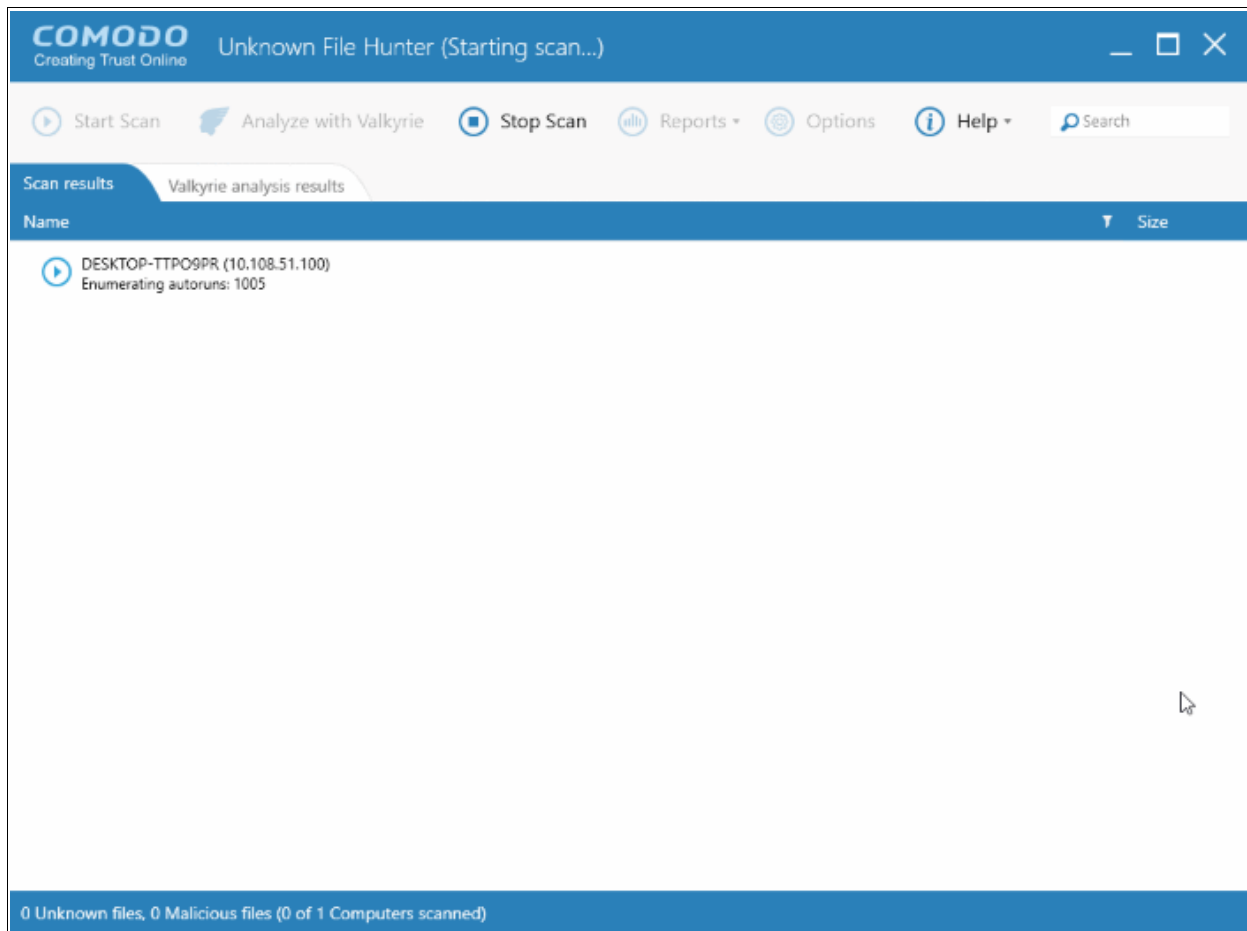 COMODO
Creating Trust Online
Unknown File Hunter (Starting scan...)
Start Scan
Analyze with Valkyrie
Stop Scan
Reports
Options
Help
Search
Scan results
Valkyrie analysis results
Name
Size
DESKTOP-TTPO9PR (10.108.51.100)
Enumerating autoruns: 1005
0 Unknown files, 0 Malicious files (0 of 1 Computers scanned)